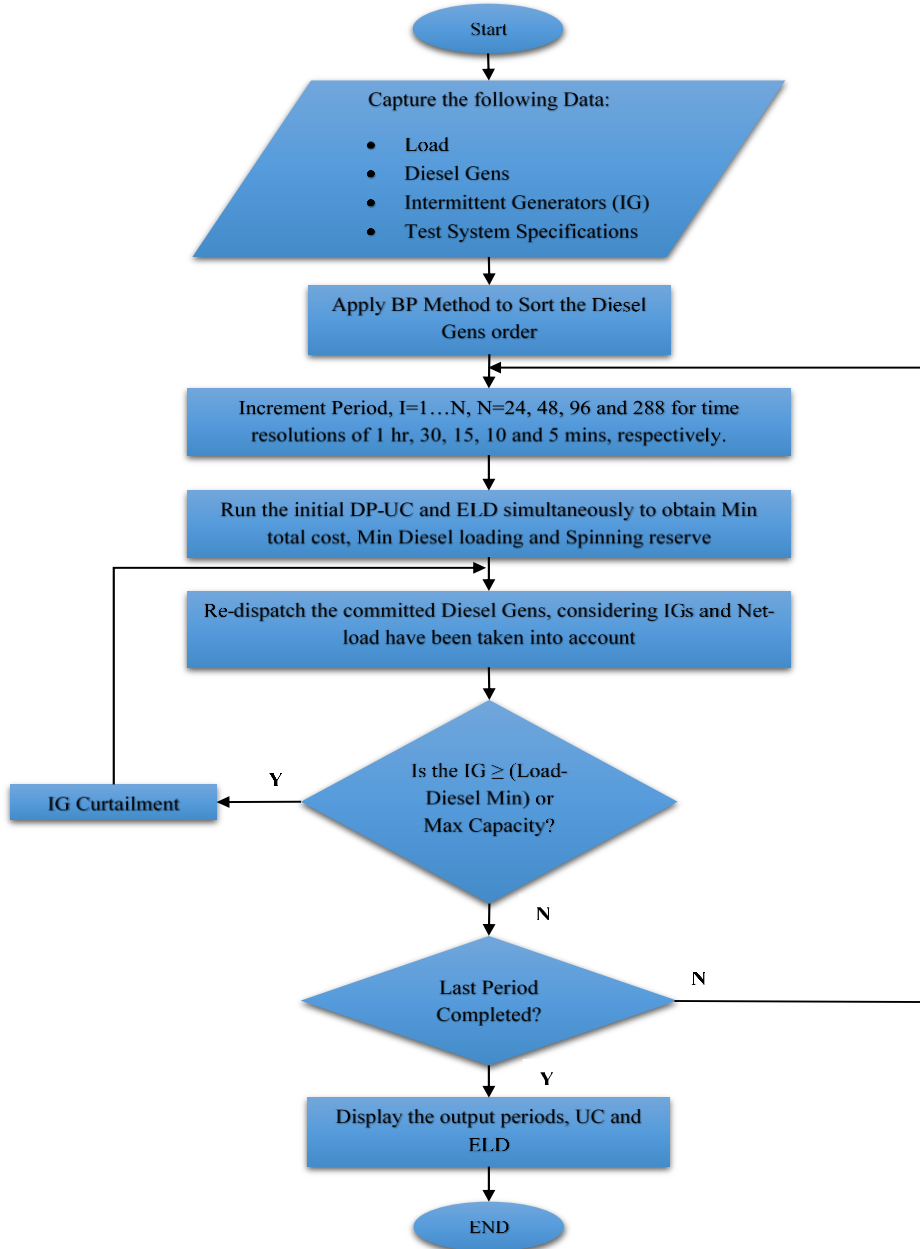 Start
Capture the following Data:
• Load
• Diesel Gens
• Intermittent Generators (IG)
• Test System Specifications
Apply BP Method to Sort the Diesel
Gens order
Increment Period, I=1…N, N=24, 48, 96 and 288 for time
resolutions of 1 hr, 30, 15, 10 and 5 mins, respectively.
Run the initial DP-UC and ELD simultaneously to obtain Min
total cost, Min Diesel loading and Spinning reserve
Re-dispatch the committed Diesel Gens, considering IGs and Net-
load have been taken into account
Is the IG ≥ (Load-
Diesel Min) or
Max Capacity?
Y
IG Curtailment
N
Last Period
Completed?
N
Y
Display the output periods, UC and
ELD
END